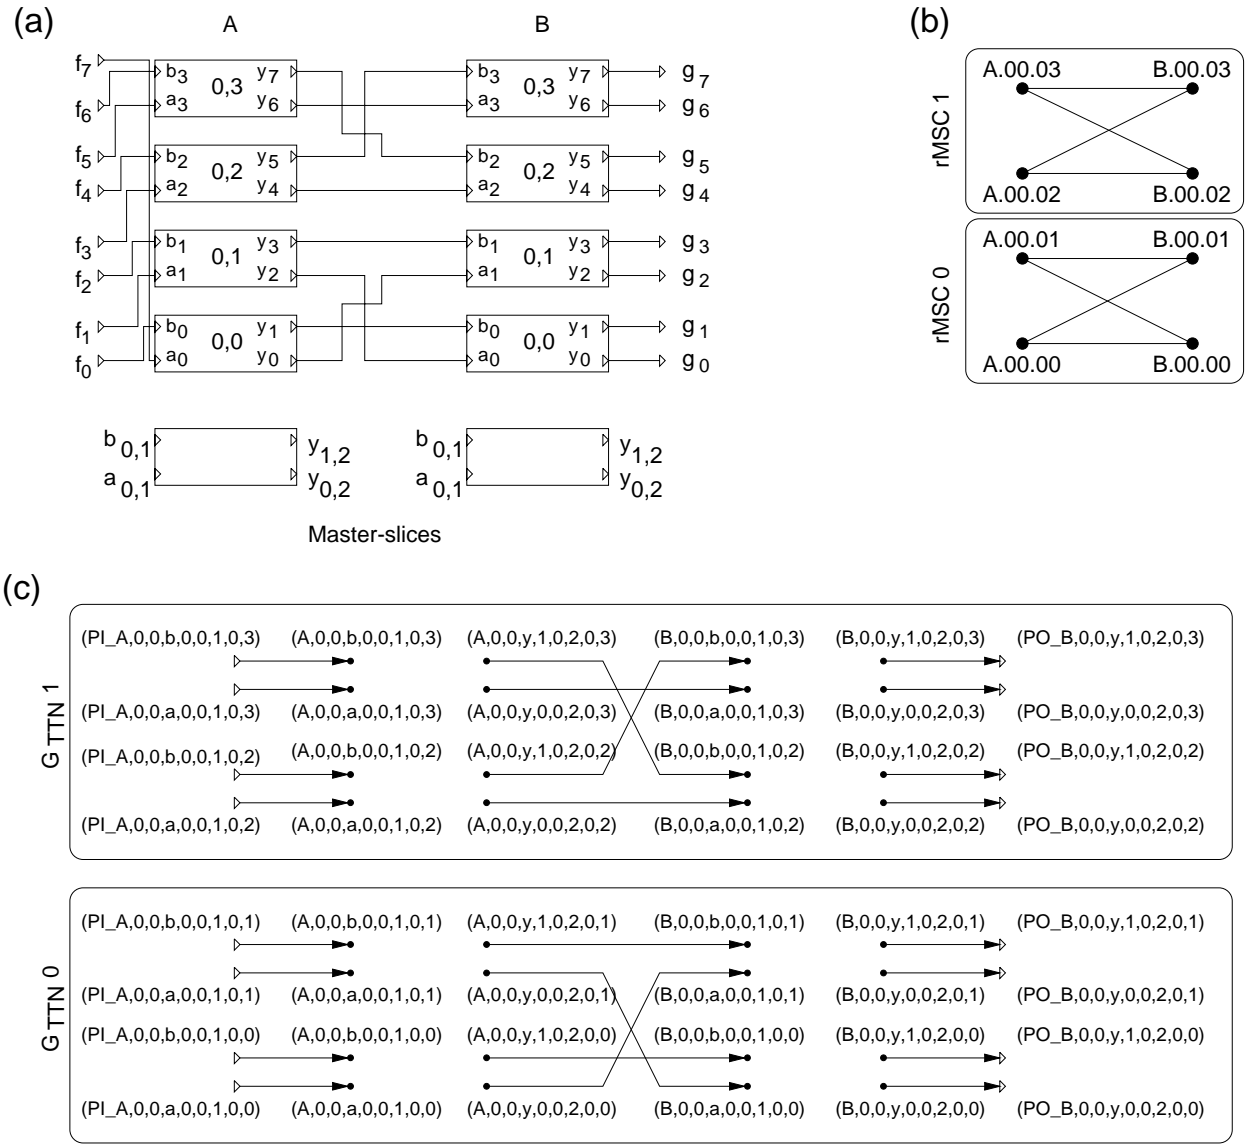 (a)
A B
f7 b3 0,3 y7 b3 0,3 y7 g7
f6 a3 y6 a3 y6 g6
f5 b2 0,2 y5 b2 0,2 y5 g5
f4 a2 y4 a2 y4 g4
f3 b1 0,1 y3 b1 0,1 y3 g3
f2 a1 y2 a1 y2 g2
f1 b0 0,0 y1 b0 0,0 y1 g1
f0 a0 y0 a0 y0 g0
b0,1 y1,2 b0,1 y1,2
a0,1 y0,2 a0,1 y0,2
Master-slices
(b)
rMSC 1
A.00.03 B.00.03
A.00.02 B.00.02
rMSC 0
A.00.01 B.00.01
A.00.00 B.00.00
(c)
G TTN 1
(PI_A,0,0,b,0,0,1,0,3) (A,0,0,b,0,0,1,0,3) (A,0,0,y,1,0,2,0,3) (B,0,0,b,0,0,1,0,3) (B,0,0,y,1,0,2,0,3) (PO_B,0,0,y,1,0,2,0,3)
(PI_A,0,0,a,0,0,1,0,3) (A,0,0,a,0,0,1,0,3) (A,0,0,y,0,0,2,0,3) (B,0,0,a,0,0,1,0,3) (B,0,0,y,0,0,2,0,3) (PO_B,0,0,y,0,0,2,0,3)
(PI_A,0,0,b,0,0,1,0,2) (A,0,0,b,0,0,1,0,2) (A,0,0,y,1,0,2,0,2) (B,0,0,b,0,0,1,0,2) (B,0,0,y,1,0,2,0,2) (PO_B,0,0,y,1,0,2,0,2)
(PI_A,0,0,a,0,0,1,0,2) (A,0,0,a,0,0,1,0,2) (A,0,0,y,0,0,2,0,2) (B,0,0,a,0,0,1,0,2) (B,0,0,y,0,0,2,0,2) (PO_B,0,0,y,0,0,2,0,2)
G TTN 0
(PI_A,0,0,b,0,0,1,0,1) (A,0,0,b,0,0,1,0,1) (A,0,0,y,1,0,2,0,1) (B,0,0,b,0,0,1,0,1) (B,0,0,y,1,0,2,0,1) (PO_B,0,0,y,1,0,2,0,1)
(PI_A,0,0,a,0,0,1,0,1) (A,0,0,a,0,0,1,0,1) (A,0,0,y,0,0,2,0,1) (B,0,0,a,0,0,1,0,1) (B,0,0,y,0,0,2,0,1) (PO_B,0,0,y,0,0,2,0,1)
(PI_A,0,0,b,0,0,1,0,0) (A,0,0,b,0,0,1,0,0) (A,0,0,y,1,0,2,0,0) (B,0,0,b,0,0,1,0,0) (B,0,0,y,1,0,2,0,0) (PO_B,0,0,y,1,0,2,0,0)
(PI_A,0,0,a,0,0,1,0,0) (A,0,0,a,0,0,1,0,0) (A,0,0,y,0,0,2,0,0) (B,0,0,a,0,0,1,0,0) (B,0,0,y,0,0,2,0,0) (PO_B,0,0,y,0,0,2,0,0)